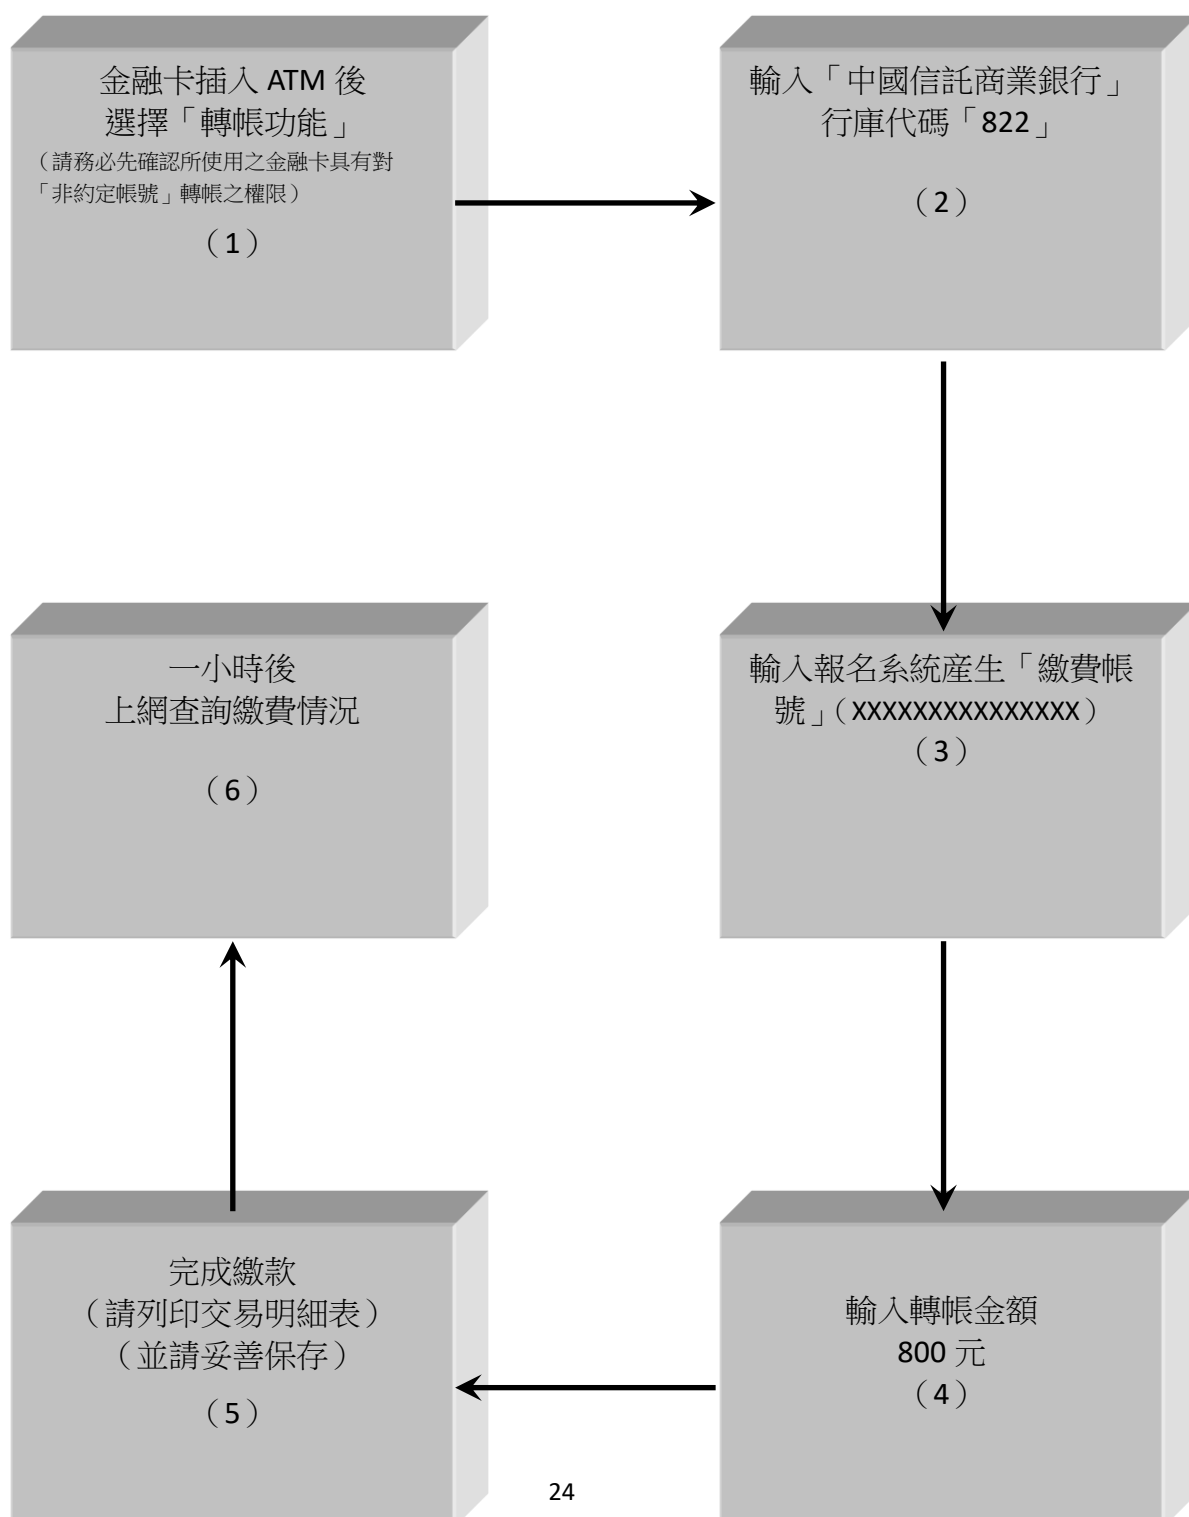 金融卡插入 ATM 後
選擇「轉帳功能」
（請務必先確認所使用之金融卡具有對
「非約定帳號」轉帳之權限）
（1）
輸入「中國信託商業銀行」
行庫代碼「822」
（2）
輸入報名系統産生「繳費帳
號」（XXXXXXXXXXXXXXX）
（3）
輸入轉帳金額
800 元
（4）
完成繳款
（請列印交易明細表）
（並請妥善保存）
（5）
一小時後
上網查詢繳費情況
（6）
24